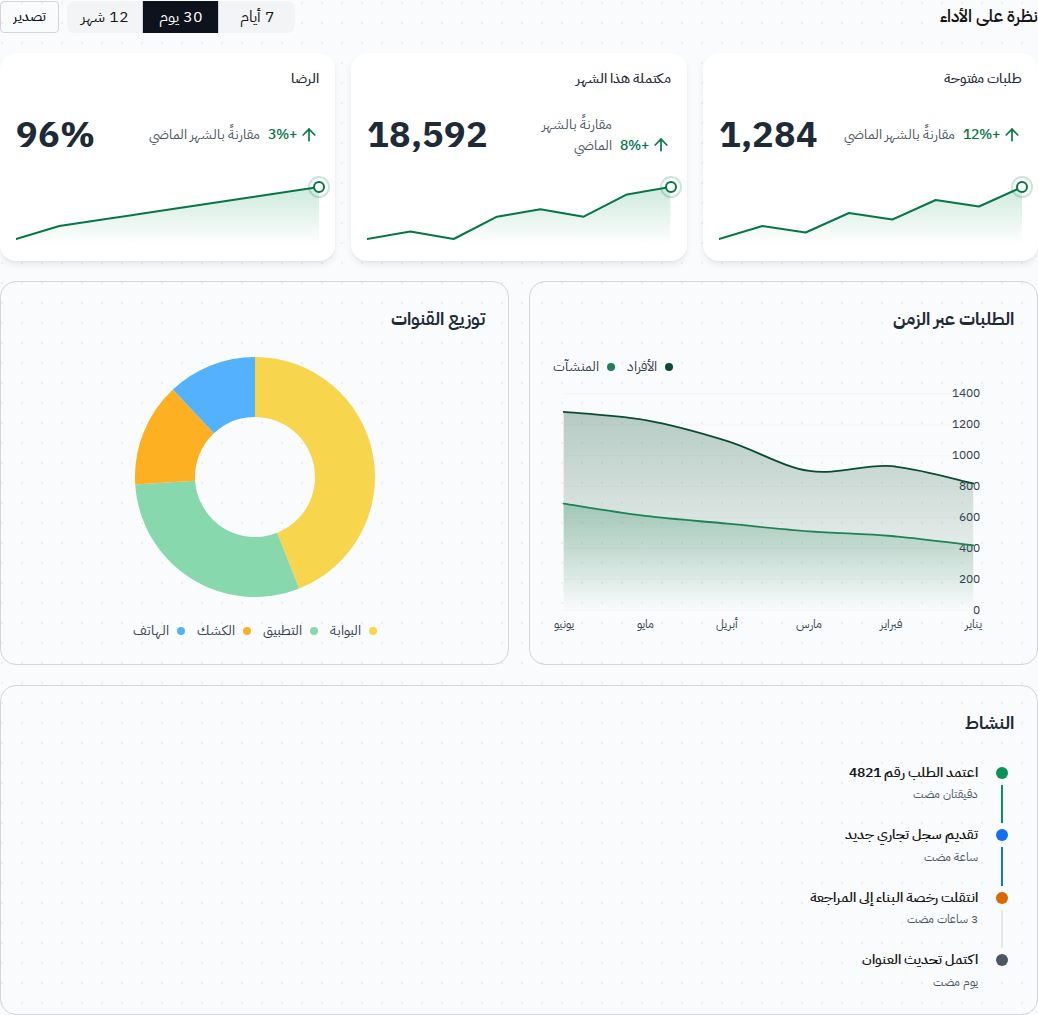 نظرة على الأداء
7 أيام
30 يوم
12 شهر
تصدير
طلبات مفتوحة
+12% مقارنةً بالشهر الماضي
1,284
مكتملة هذا الشهر
+8% مقارنةً بالشهر
الماضي
18,592
الرضا
+3% مقارنةً بالشهر الماضي
96%
الطلبات عبر الزمن
الأفراد
المنشآت
1400
1200
1000
800
600
400
200
0
يناير
فبراير
مارس
أبريل
مايو
يونيو
توزيع القنوات
البوابة
التطبيق
الكشك
الهاتف
النشاط
اعتمد الطلب رقم 4821
دقيقتان مضت
تقديم سجل تجاري جديد
ساعة مضت
انتقلت رخصة البناء إلى المراجعة
3 ساعات مضت
اكتمل تحديث العنوان
يوم مضت